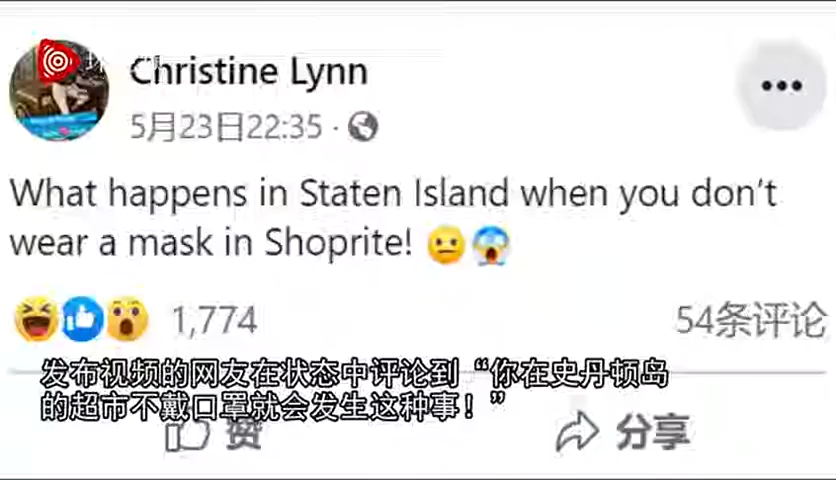 Christine Lynn
5月23日22:35
What happens in Staten Island when you don't
wear a mask in Shoprite!
1,774
54条评论
发布视频的网友在状态中评论到“你在史丹顿岛
的超市不戴口罩就会发生这种事！”
赞
分享